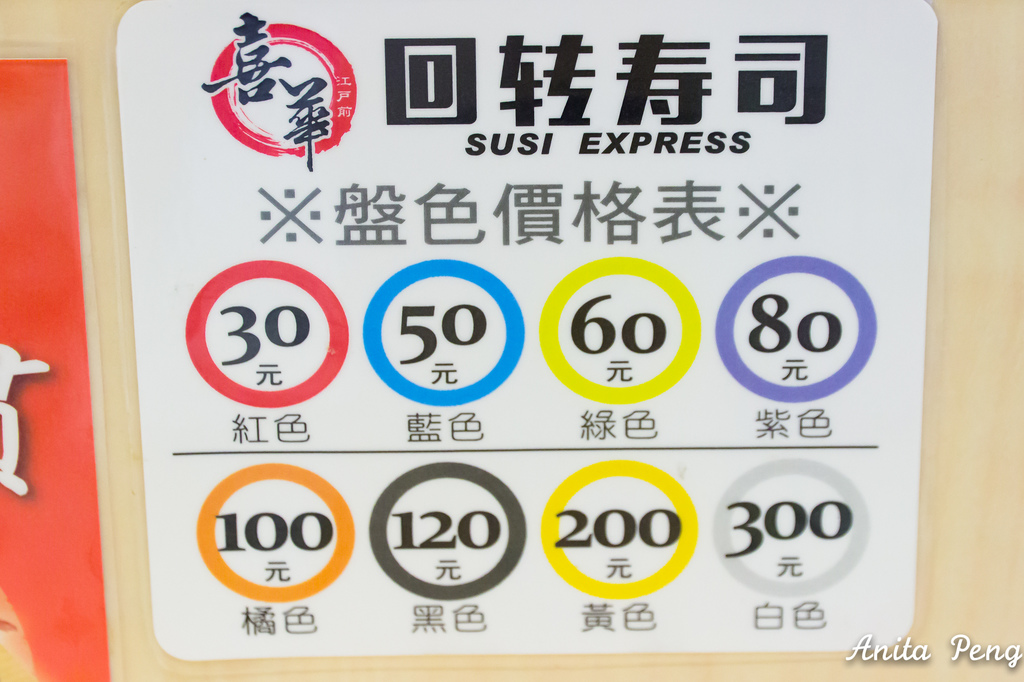 喜華
江戸前
回转寿司
SUSI EXPRESS
※盤色價格表※
30 50 60 80
元 元 元 元
紅色 藍色 綠色 紫色
100 120 200 300
元 元 元 元
橘色 黑色 黃色 白色
Anita Peng